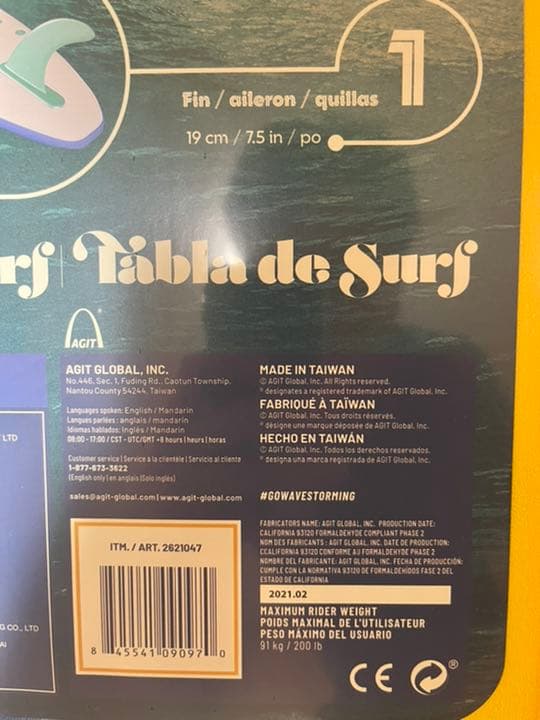 Fin / aileron / quillas
1
19 cm / 7.5 in / po
rf | Tabla de Surf
AGIT
AGIT GLOBAL, INC.
No.446, Sec. 1, Fuding Rd., Caotun Township,
Nantou County 54244, Taiwan
Languages spoken: English / Mandarin
Langues parlées: anglais / mandarin
Idiomas hablados: Inglés / Mandarin
08:00 - 17:00 / CST - UTC/GMT +8 hours | heurs | horas
Customer service | Service à la clientèle | Servicio al cliente
1-877-673-3622
(English only | en anglais | Solo inglés)
sales@agit-global.com | www.agit-global.com
MADE IN TAIWAN
© AGIT Global, Inc. All Rights reserved.
® designates a registered trademark of AGIT Global, Inc.
FABRIQUÉ À TAÏWAN
© AGIT Global, Inc. Tous droits réservés.
® désigne une marque déposée de AGIT Global, Inc.
HECHO EN TAIWÁN
© AGIT Global, Inc. Todos los derechos reservados.
® designa una marca registrada de AGIT Global, Inc.
#GOWAVESTORMING
FABRICATORS NAME: AGIT GLOBAL, INC. PRODUCTION DATE:
CALIFORNIA 93120 FORMALDEHYDE COMPLIANT PHASE 2
NOM DES FABRICANTS : AGIT GLOBAL, INC. DATE DE PRODUCTION:
CCALIFORNIA 93120 CONFORME AU FORMALDEHYDE PHASE 2
NOMBRE DEL FABRICANTE: AGIT GLOBAL, INC. FECHA DE PRODUCCIÓN:
CUMPLE CON LA NORMATIVA 93120 DE FORMALDEHÍDOS FASE 2 DEL
ESTADO DE CALIFORNIA
2021.02
MAXIMUM RIDER WEIGHT
POIDS MAXIMAL DE L'UTILISATEUR
PESO MÁXIMO DEL USUARIO
91 kg / 200 lb
CE ®
ITM. / ART. 2621047
8 45541 09097 0
LTD
G CO., LTD
AI